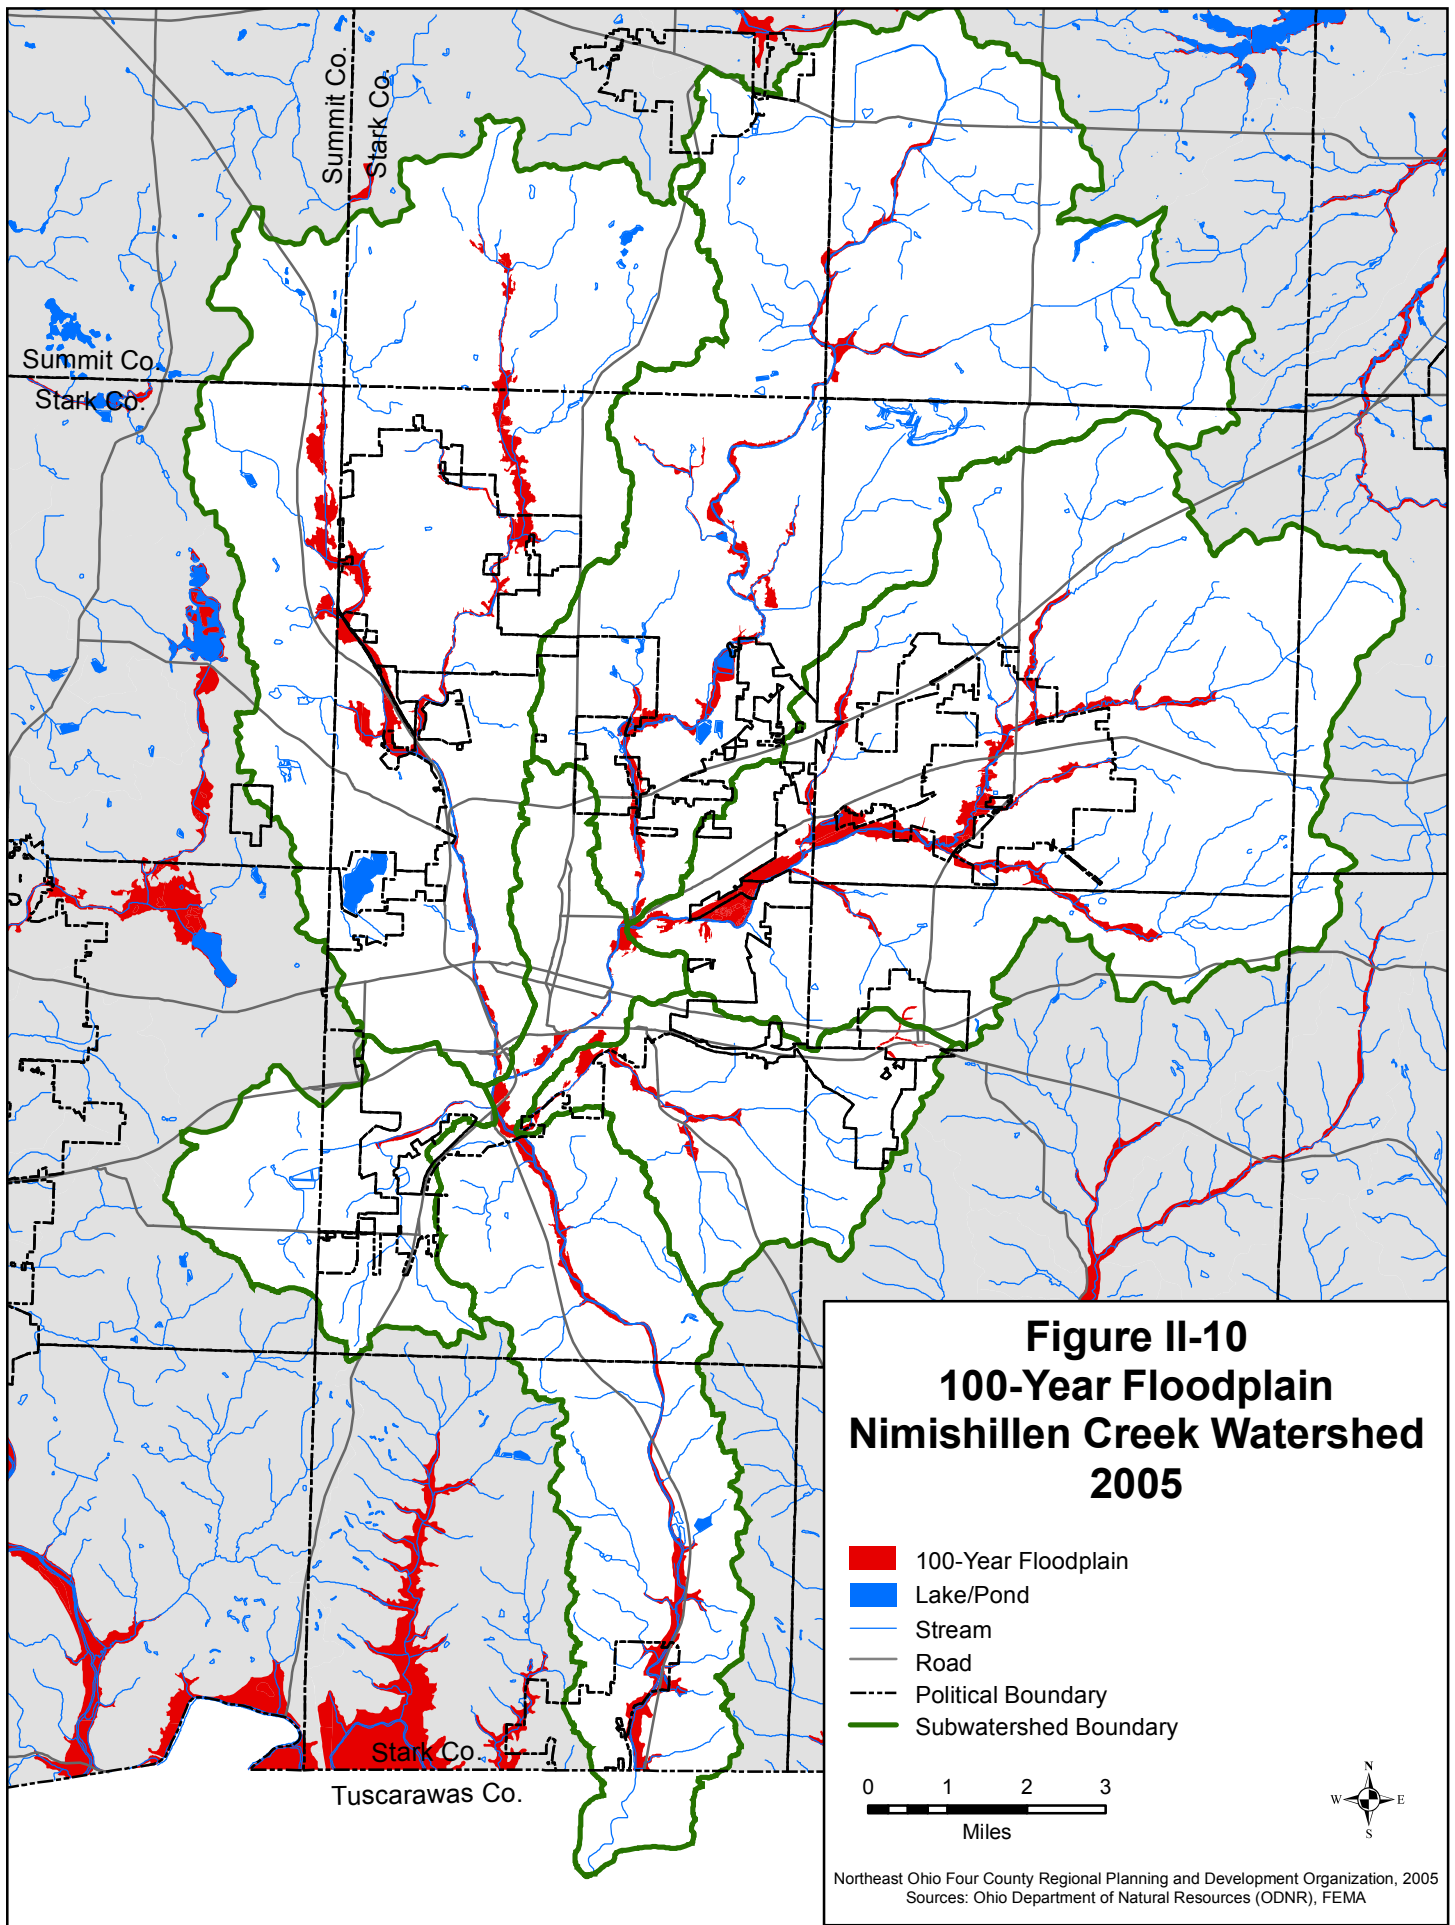 Summit Co.
Stark Co.
Summit Co.
Stark Co.
Stark Co.
Tuscarawas Co.
Figure II-10
100-Year Floodplain
Nimishillen Creek Watershed
2005
100-Year Floodplain
Lake/Pond
Stream
Road
Political Boundary
Subwatershed Boundary
0 1 2 3
Miles
N
W E
S
Northeast Ohio Four County Regional Planning and Development Organization, 2005
Sources: Ohio Department of Natural Resources (ODNR), FEMA